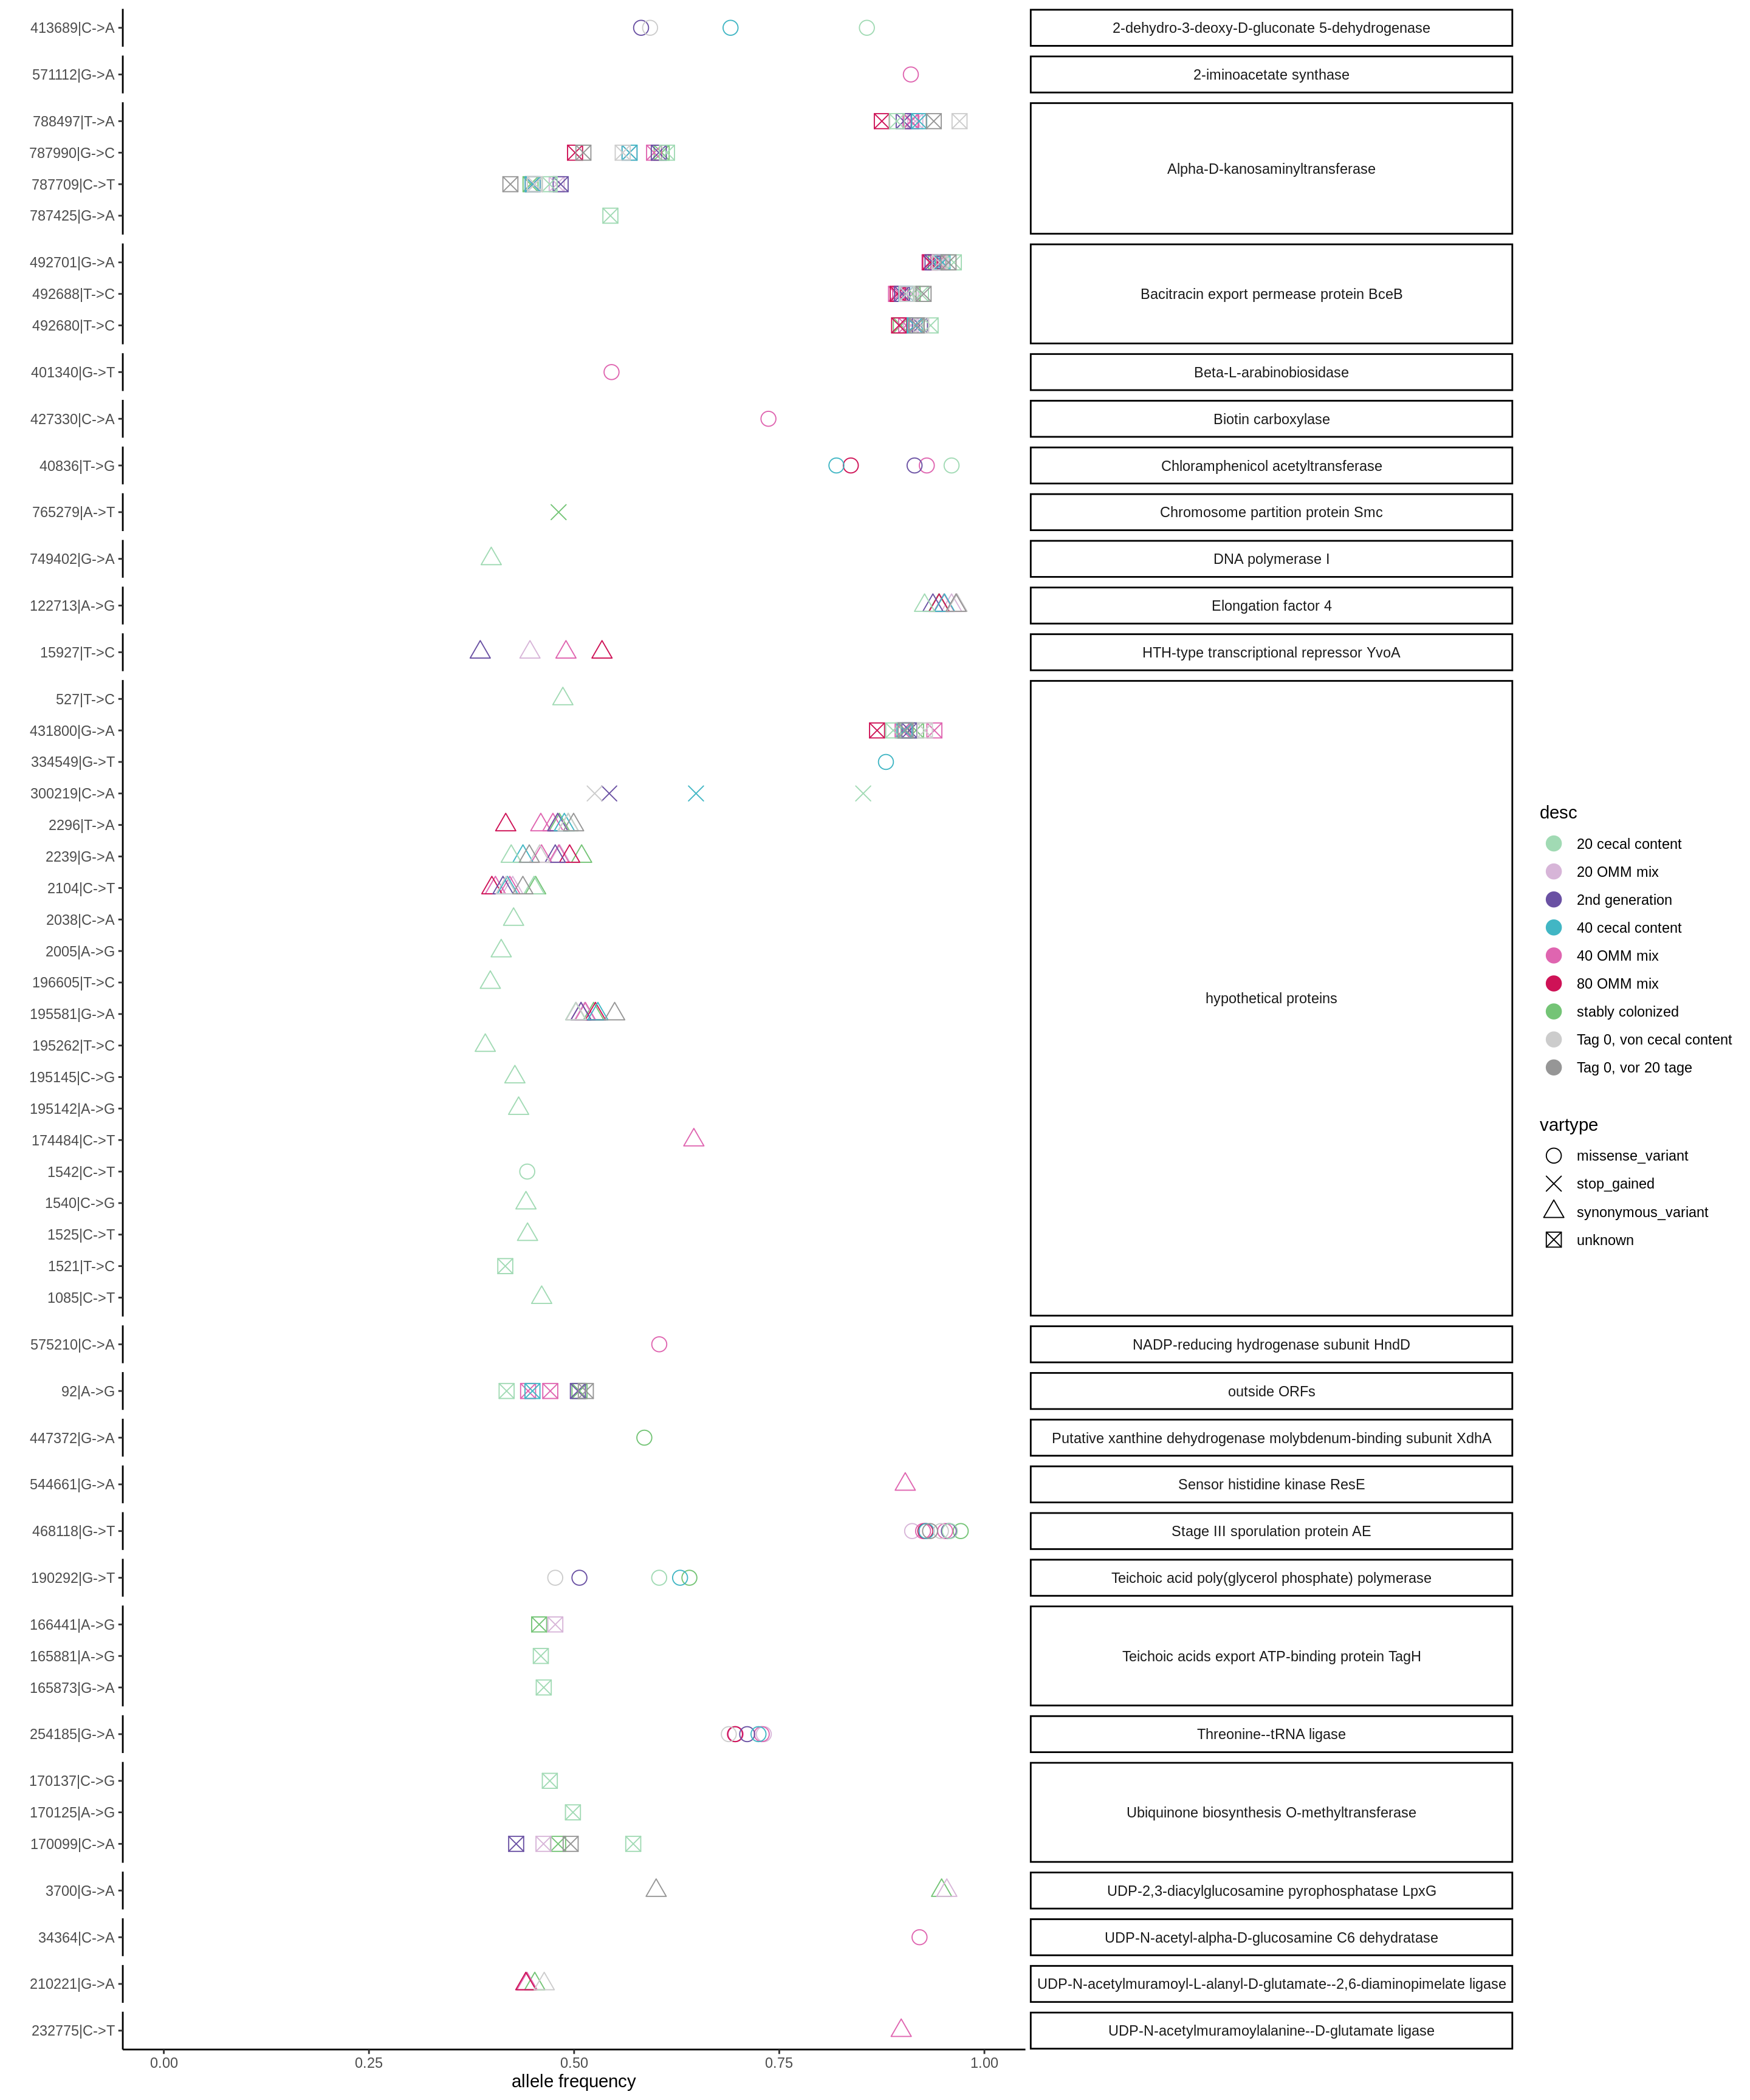 413689|C->A
2-dehydro-3-deoxy-D-gluconate 5-dehydrogenase
571112|G->A
2-iminoacetate synthase
788497|T->A
787990|G->C
787709|C->T
787425|G->A
Alpha-D-kanosaminyltransferase
492701|G->A
492688|T->C
492680|T->C
Bacitracin export permease protein BceB
401340|G->T
Beta-L-arabinobiosidase
427330|C->A
Biotin carboxylase
40836|T->G
Chloramphenicol acetyltransferase
765279|A->T
Chromosome partition protein Smc
749402|G->A
DNA polymerase I
122713|A->G
Elongation factor 4
15927|T->C
HTH-type transcriptional repressor YvoA
527|T->C
431800|G->A
334549|G->T
300219|C->A
2296|T->A
2239|G->A
2104|C->T
2038|C->A
2005|A->G
196605|T->C
195581|G->A
195262|T->C
195145|C->G
195142|A->G
174484|C->T
1542|C->T
1540|C->G
1525|C->T
1521|T->C
1085|C->T
hypothetical proteins
575210|C->A
NADP-reducing hydrogenase subunit HndD
92|A->G
outside ORFs
447372|G->A
Putative xanthine dehydrogenase molybdenum-binding subunit XdhA
544661|G->A
Sensor histidine kinase ResE
468118|G->T
Stage III sporulation protein AE
190292|G->T
Teichoic acid poly(glycerol phosphate) polymerase
166441|A->G
165881|A->G
165873|G->A
Teichoic acids export ATP-binding protein TagH
254185|G->A
Threonine--tRNA ligase
170137|C->G
170125|A->G
170099|C->A
Ubiquinone biosynthesis O-methyltransferase
3700|G->A
UDP-2,3-diacylglucosamine pyrophosphatase LpxG
34364|C->A
UDP-N-acetyl-alpha-D-glucosamine C6 dehydratase
210221|G->A
UDP-N-acetylmuramoyl-L-alanyl-D-glutamate--2,6-diaminopimelate ligase
232775|C->T
UDP-N-acetylmuramoylalanine--D-glutamate ligase
0.00 0.25 0.50 0.75 1.00
allele frequency
desc
20 cecal content
20 OMM mix
2nd generation
40 cecal content
40 OMM mix
80 OMM mix
stably colonized
Tag 0, von cecal content
Tag 0, vor 20 tage
vartype
missense_variant
stop_gained
synonymous_variant
unknown